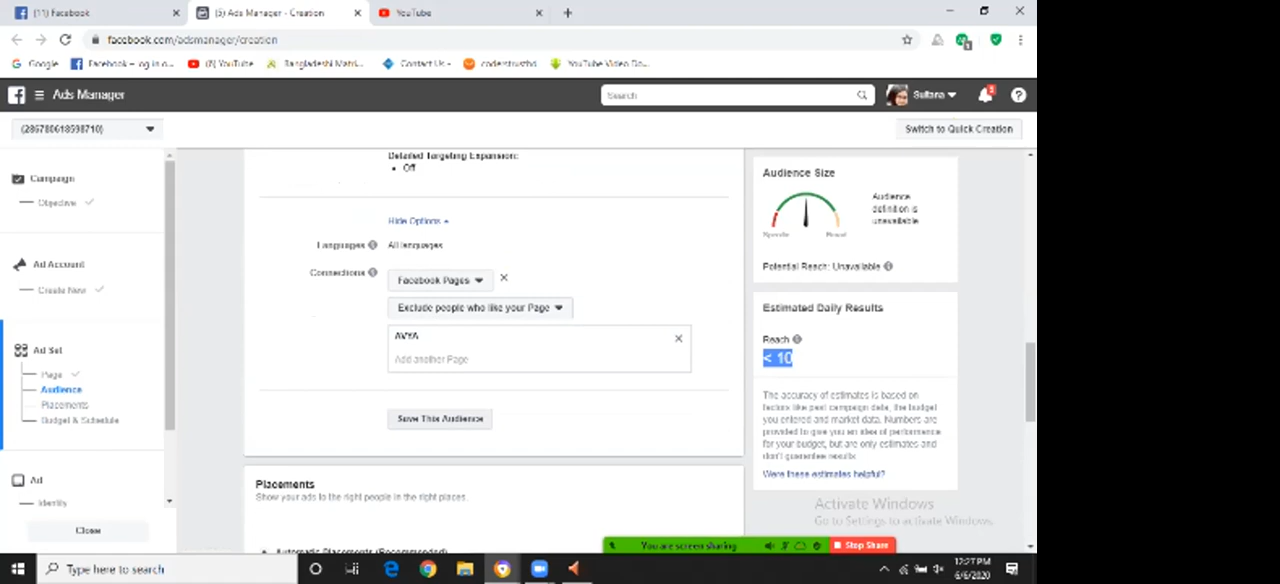 (11) Facebook
(5) Ads Manager - Creation
YouTube
facebook.com/adsmanager/creation
Google
Facebook – log in o...
(8) YouTube
Bangladeshi Matri...
Contact Us -
coderstrustbd
YouTube Video Do...
Ads Manager
Search
Sultana
(286780618598710)
Switch to Quick Creation
Campaign
Objective
Ad Account
Create New
Ad Set
Page
Audience
Placements
Budget & Schedule
Ad
Identity
Close
Detailed Targeting Expansion:
• Off
Hide Options
Languages
All languages
Connections
Facebook Pages
Exclude people who like your Page
AVYA
Add another Page
Save This Audience
Placements
Show your ads to the right people in the right places.
Automatic Placements (Recommended)
Audience Size
Audience definition is unavailable
Specific
Broad
Potential Reach: Unavailable
Estimated Daily Results
Reach
< 10
The accuracy of estimates is based on
factors like past campaign data, the budget
you entered and market data. Numbers are
provided to give you an idea of performance
for your budget, but are only estimates and
don't guarantee results.
Were these estimates helpful?
Activate Windows
Go to Settings to activate Windows.
You are screen sharing
Stop Share
Type here to search
12:27 PM
6/6/2020